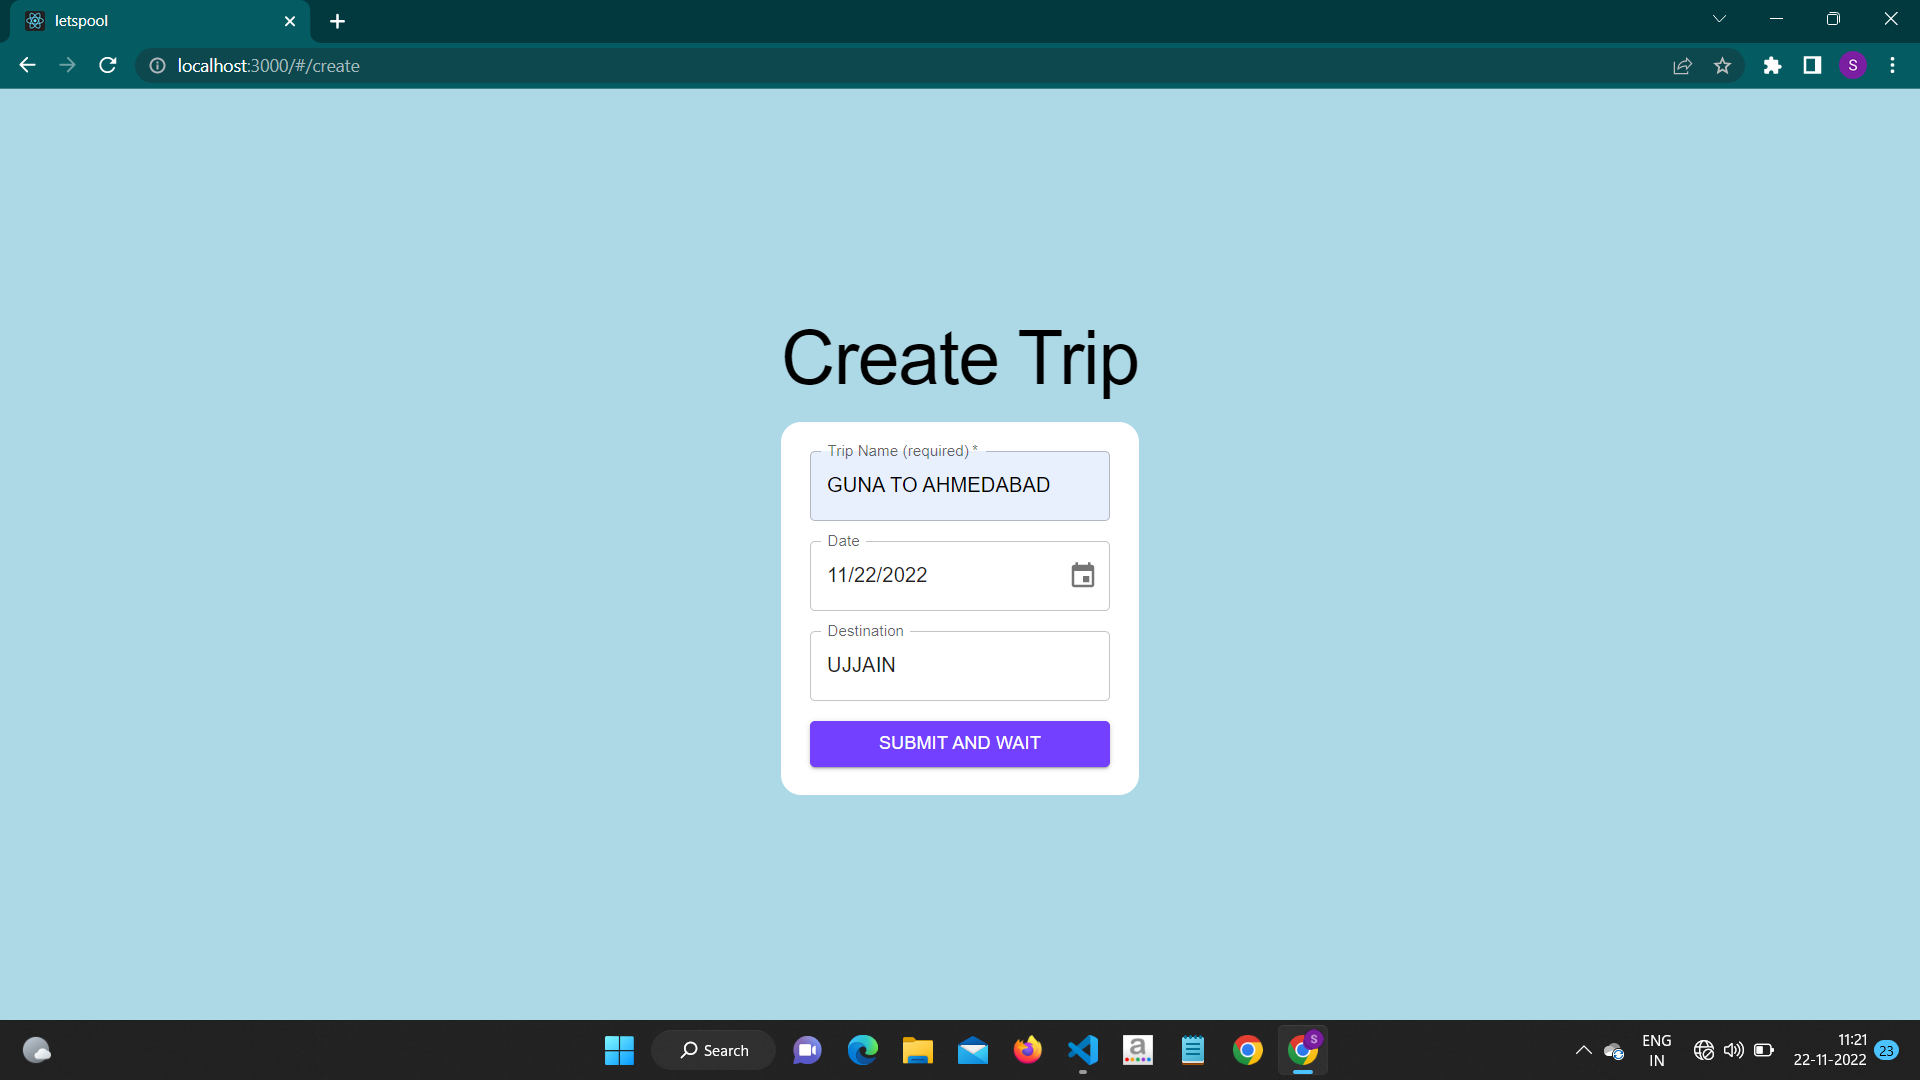 letspool
localhost:3000/#/create
S
Create Trip
Trip Name (required) *
GUNA TO AHMEDABAD
Date
11/22/2022
Destination
UJJAIN
SUBMIT AND WAIT
Search
a
S
ENG
IN
11:21
22-11-2022
23